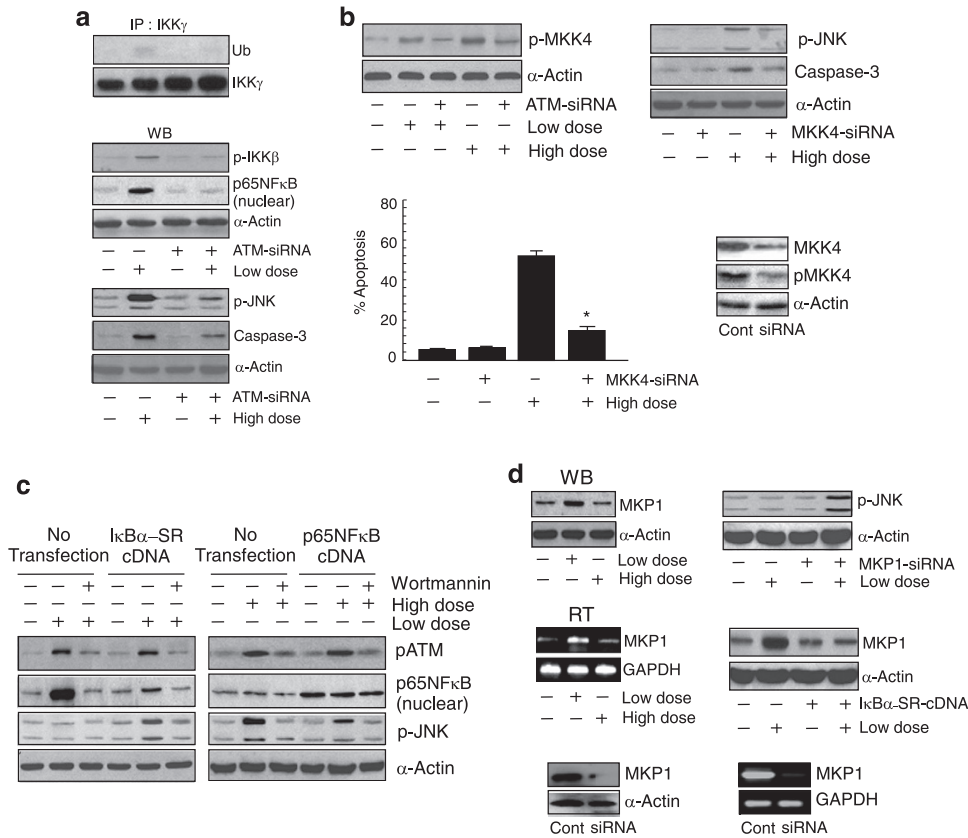 a
IP : IKKγ
Ub
IKKγ
WB
p-IKKβ
p65NFκB
(nuclear)
α-Actin
– – + + ATM-siRNA
– + – + Low dose
p-JNK
Caspase-3
α-Actin
– – + + ATM-siRNA
– + – + High dose
b
p-MKK4
α-Actin
– – + – + ATM-siRNA
– + + – – Low dose
– – – + + High dose
p-JNK
Caspase-3
α-Actin
– + – + MKK4-siRNA
– – + + High dose
% Apoptosis
80
60
40
20
0
*
– + – + MKK4-siRNA
– – + + High dose
MKK4
pMKK4
α-Actin
Cont siRNA
c
No Transfection
IκBα–SR cDNA
No Transfection
p65NFκB cDNA
– – + – – + – – + – – + Wortmannin
– – – – – – – + + – + + High dose
– + + – + + – – – – – – Low dose
pATM
p65NFκB
(nuclear)
p-JNK
α-Actin
d
WB
MKP1
α-Actin
– + – Low dose
– – + High dose
p-JNK
α-Actin
– – + + MKP1-siRNA
– + – + Low dose
RT
MKP1
GAPDH
– + – Low dose
– – + High dose
MKP1
α-Actin
– – + + IκBα-SR-cDNA
– + – + Low dose
MKP1
α-Actin
Cont siRNA
MKP1
GAPDH
Cont siRNA